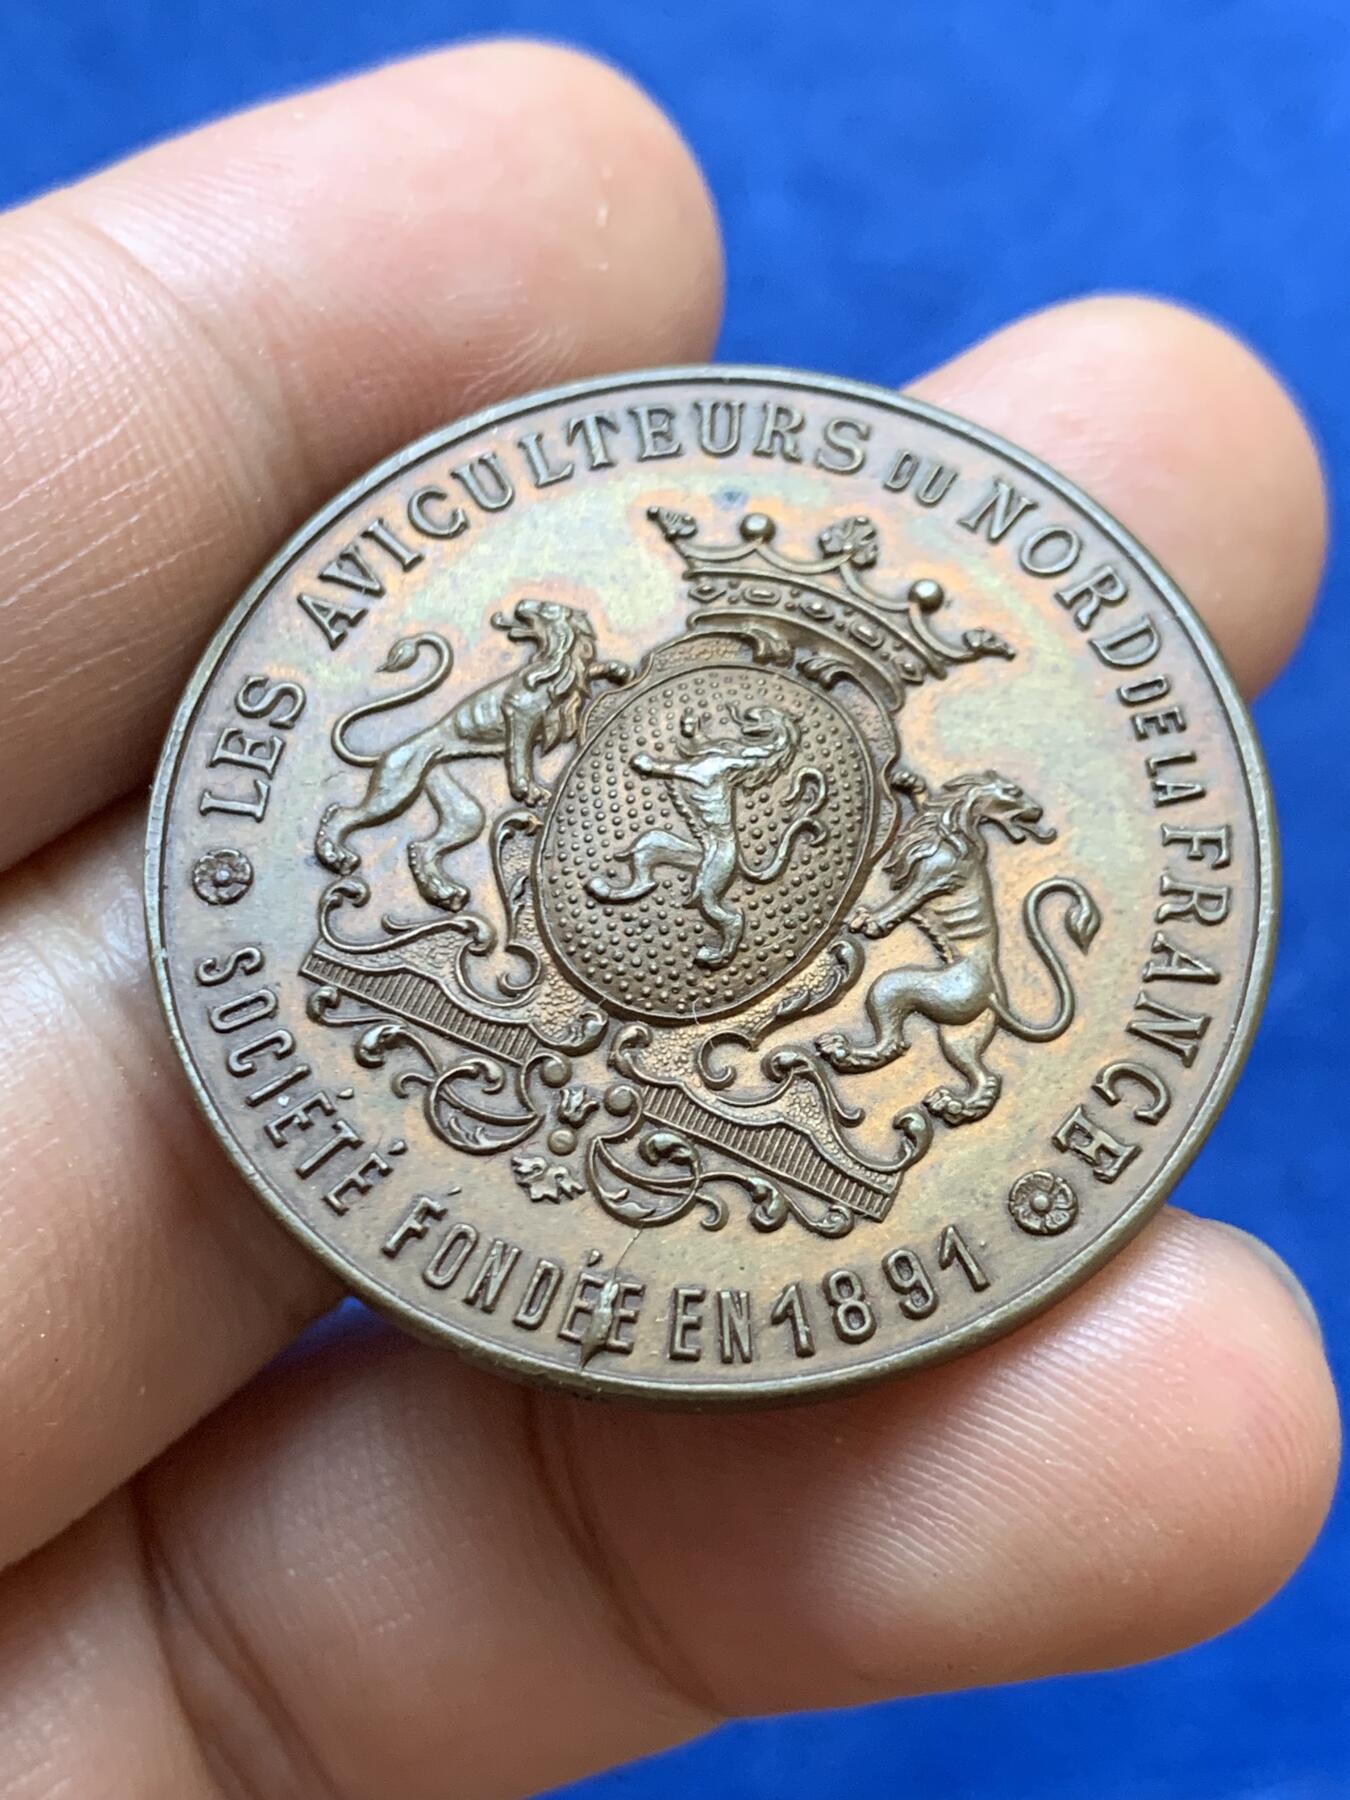 LES AVICULTEURS DU NORD DE LA FRANCE
SOCIÉTÉ FONDÉE EN 1891